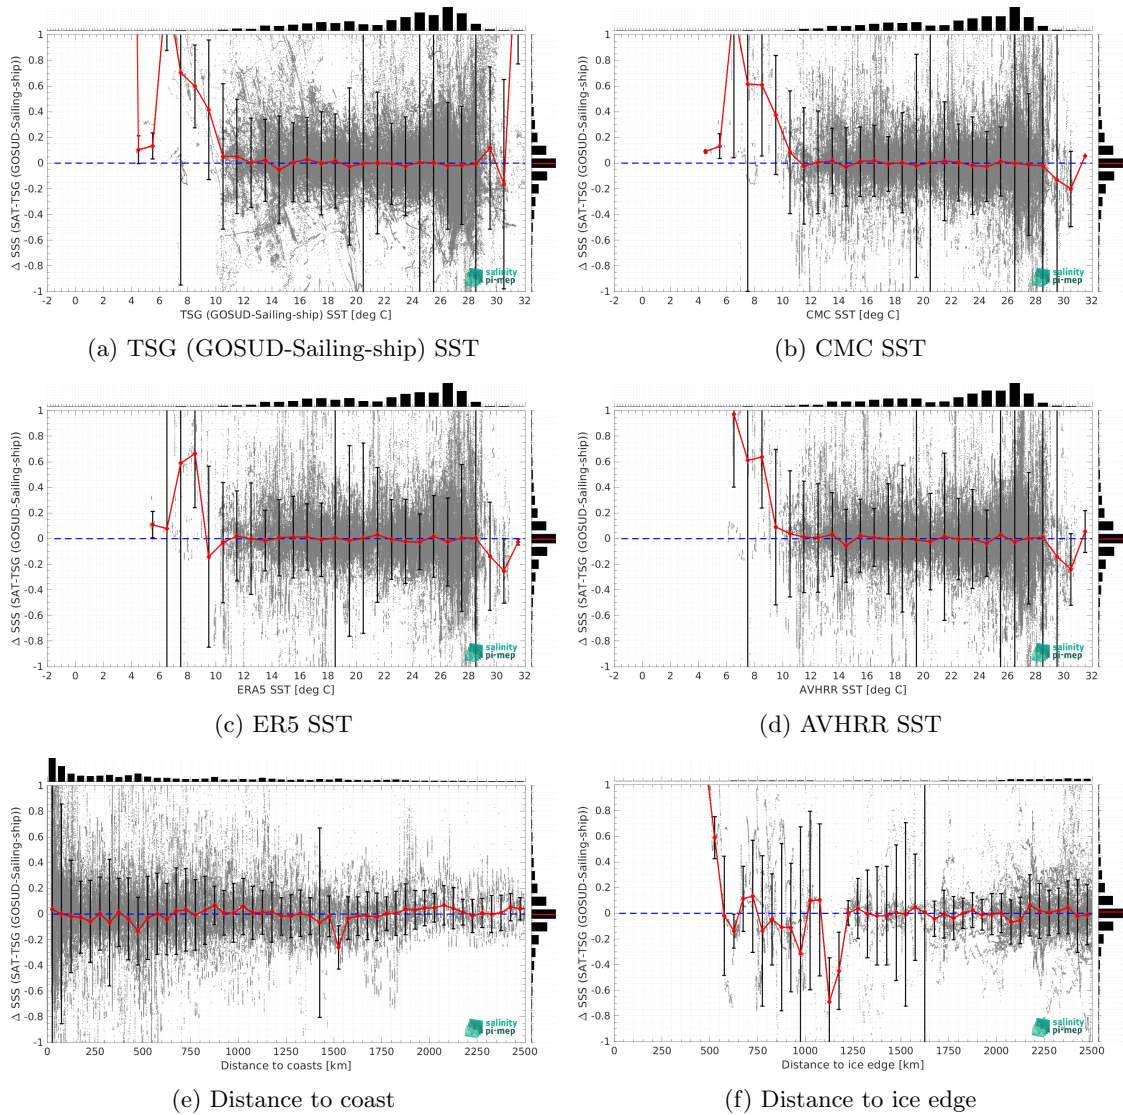 1
0.8
0.6
0.4
0.2
0
-0.2
-0.4
-0.6
-0.8
-1
Δ SSS (SAT-TSG (GOSUD-Sailing-ship))
-2 0 2 4 6 8 10 12 14 16 18 20 22 24 26 28 30 32
TSG (GOSUD-Sailing-ship) SST [deg C]
salinity
pi-mep
(a) TSG (GOSUD-Sailing-ship) SST
1
0.8
0.6
0.4
0.2
0
-0.2
-0.4
-0.6
-0.8
-1
Δ SSS (SAT-TSG (GOSUD-Sailing-ship))
-2 0 2 4 6 8 10 12 14 16 18 20 22 24 26 28 30 32
CMC SST [deg C]
salinity
pi-mep
(b) CMC SST
1
0.8
0.6
0.4
0.2
0
-0.2
-0.4
-0.6
-0.8
-1
Δ SSS (SAT-TSG (GOSUD-Sailing-ship))
-2 0 2 4 6 8 10 12 14 16 18 20 22 24 26 28 30 32
ERA5 SST [deg C]
salinity
pi-mep
(c) ER5 SST
1
0.8
0.6
0.4
0.2
0
-0.2
-0.4
-0.6
-0.8
-1
Δ SSS (SAT-TSG (GOSUD-Sailing-ship))
-2 0 2 4 6 8 10 12 14 16 18 20 22 24 26 28 30 32
AVHRR SST [deg C]
salinity
pi-mep
(d) AVHRR SST
1
0.8
0.6
0.4
0.2
0
-0.2
-0.4
-0.6
-0.8
-1
Δ SSS (SAT-TSG (GOSUD-Sailing-ship))
0 250 500 750 1000 1250 1500 1750 2000 2250 2500
Distance to coasts [km]
salinity
pi-mep
(e) Distance to coast
1
0.8
0.6
0.4
0.2
0
-0.2
-0.4
-0.6
-0.8
-1
Δ SSS (SAT-TSG (GOSUD-Sailing-ship))
0 250 500 750 1000 1250 1500 1750 2000 2250 2500
Distance to ice edge [km]
salinity
pi-mep
(f) Distance to ice edge